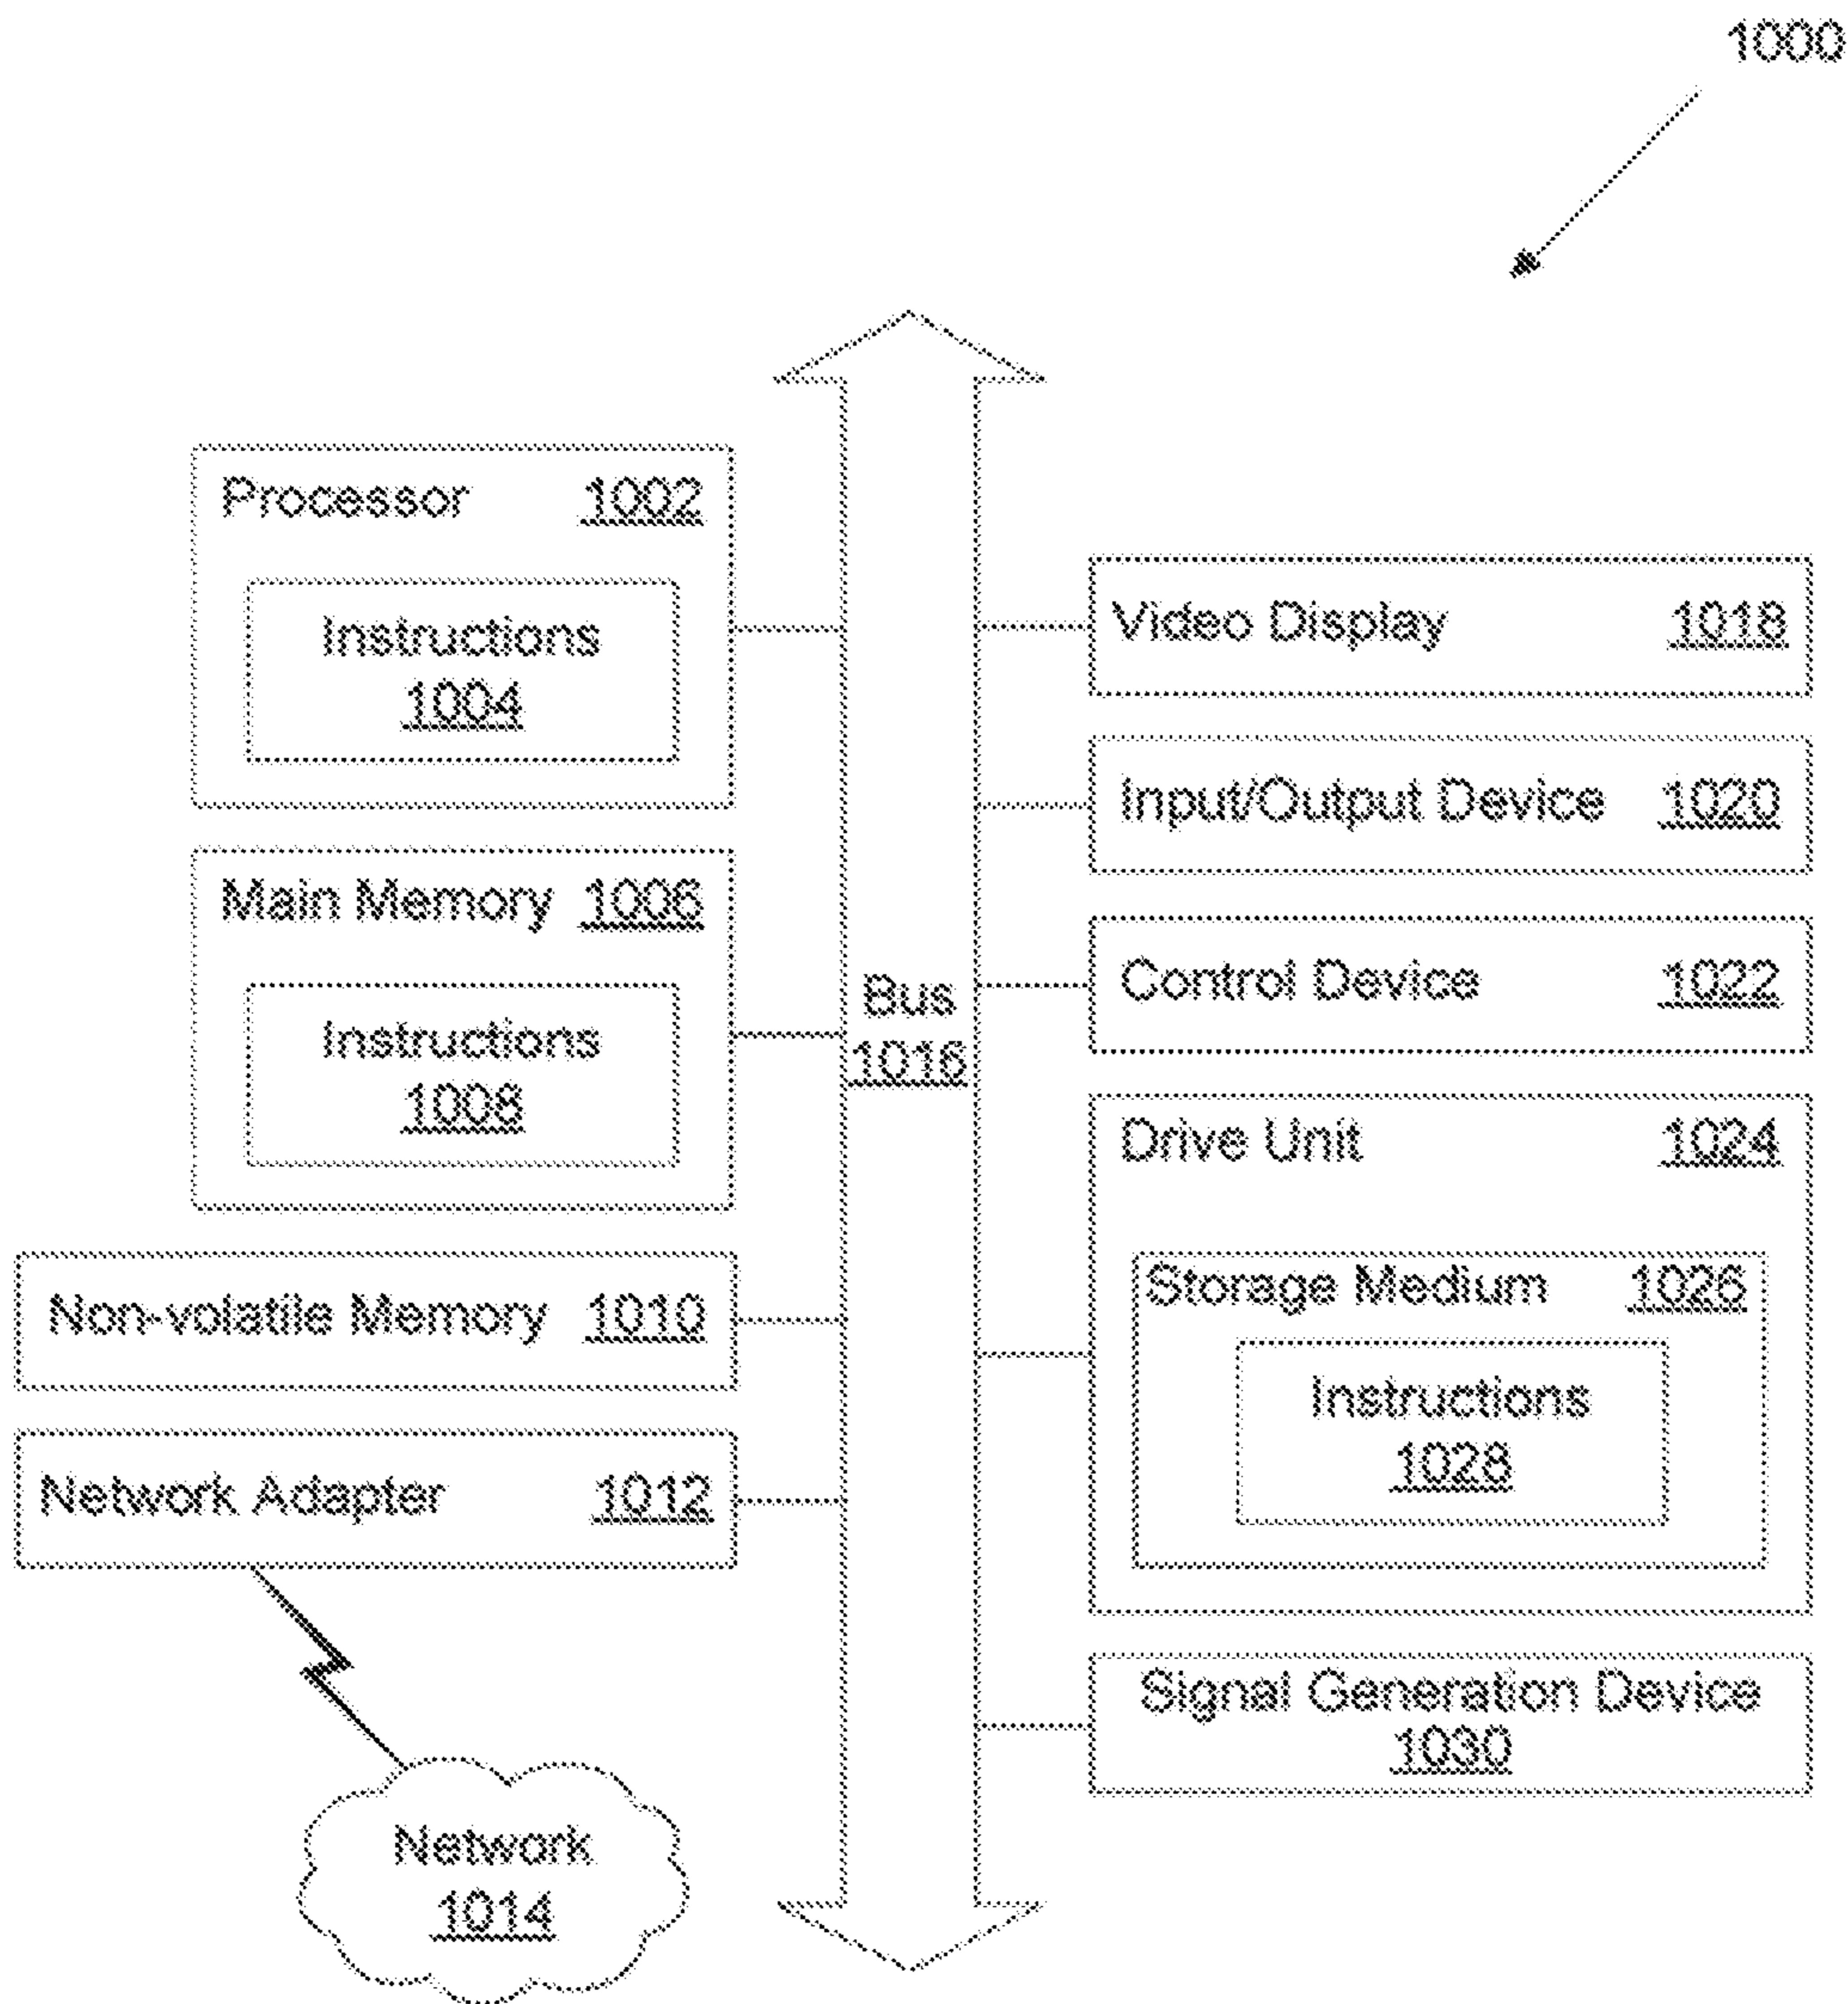 1000
Processor 1002
Instructions
1004
Main Memory 1006
Instructions
1008
Non-volatile Memory 1010
Network Adapter 1012
Network
1014
Bus
1016
Video Display 1018
Input/Output Device 1020
Control Device 1022
Drive Unit 1024
Storage Medium 1026
Instructions
1028
Signal Generation Device
1030